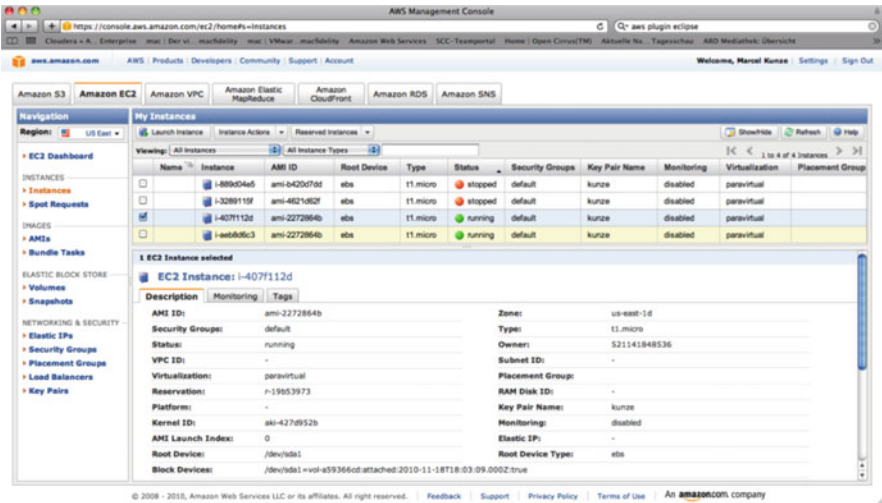 AWS Management Console
https://console.aws.amazon.com/ec2/home#s=Instances
aws plugin eclipse
Amazon Web Services SCC-Teamportal Home Open Cirrus(TM) Aktuelle Na... Tagesschau ARD Mediathek: Übersicht
aws.amazon.com AWS Products Developers Community Support Account Welcome, Marcel Kunze Settings Sign Out
Amazon S3 Amazon EC2 Amazon VPC Amazon Elastic MapReduce Amazon CloudFront Amazon RDS Amazon SNS
Navigation My Instances
Region: US East Launch Instance Instance Actions Reserved Instances Show/Hide Refresh Help
Viewing: All Instances All Instance Types 1 to 4 of 4 Instances
Name Instance AMI ID Root Device Type Status Security Groups Key Pair Name Monitoring Virtualization Placement Group
i-889d04e5 ami-b420d7dd ebs t1.micro stopped default kunze disabled paravirtual
i-3289115f ami-4621d62f ebs t1.micro stopped default kunze disabled paravirtual
i-407f112d ami-2272864b ebs t1.micro running default kunze disabled paravirtual
i-aeb8d6c3 ami-2272864b ebs t1.micro running default kunze disabled paravirtual
EC2 Dashboard
INSTANCES
Instances
Spot Requests
IMAGES
AMIs
Bundle Tasks
ELASTIC BLOCK STORE
Volumes
Snapshots
NETWORKING & SECURITY
Elastic IPs
Security Groups
Placement Groups
Load Balancers
Key Pairs
1 EC2 Instance selected
EC2 Instance: i-407f112d
Description Monitoring Tags
AMI ID: ami-2272864b Zone: us-east-1d
Security Groups: default Type: t1.micro
Status: running Owner: 521141848536
VPC ID: - Subnet ID: -
Virtualization: paravirtual Placement Group:
Reservation: r-19b53973 RAM Disk ID: -
Platform: - Key Pair Name: kunze
Kernel ID: aki-427d952b Monitoring: disabled
AMI Launch Index: 0 Elastic IP: -
Root Device: /dev/sda1 Root Device Type: ebs
Block Devices: /dev/sda1=vol-a59366cd:attached:2010-11-18T18:03:09.000Z:true
© 2008 - 2010, Amazon Web Services LLC or its affiliates. All right reserved. Feedback Support Privacy Policy Terms of Use An amazon.com. company